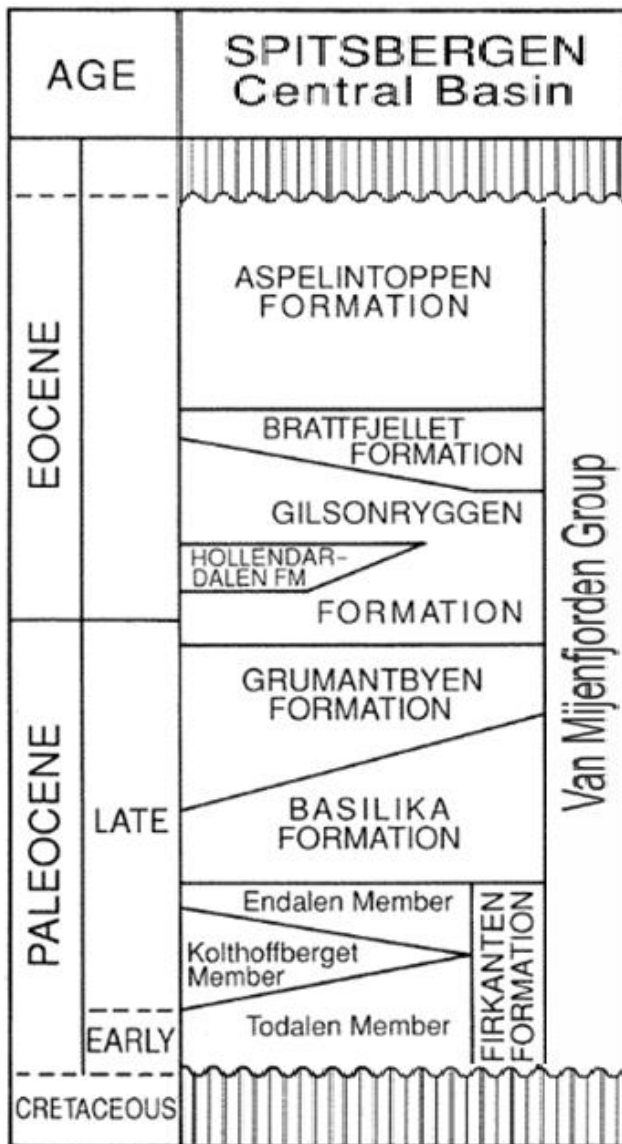 AGE
SPITSBERGEN
Central Basin
EOCENE
ASPELINTOPPEN
FORMATION
BRATTFJELLET
FORMATION
GILSONRYGGEN
HOLLENDAR-
DALEN FM
FORMATION
PALEOCENE
LATE
GRUMANTBYEN
FORMATION
BASILIKA
FORMATION
Endalen Member
Kolthoffberget
Member
Todalen Member
FIRKANTEN
FORMATION
EARLY
CRETACEOUS
Van Mijenfjorden Group